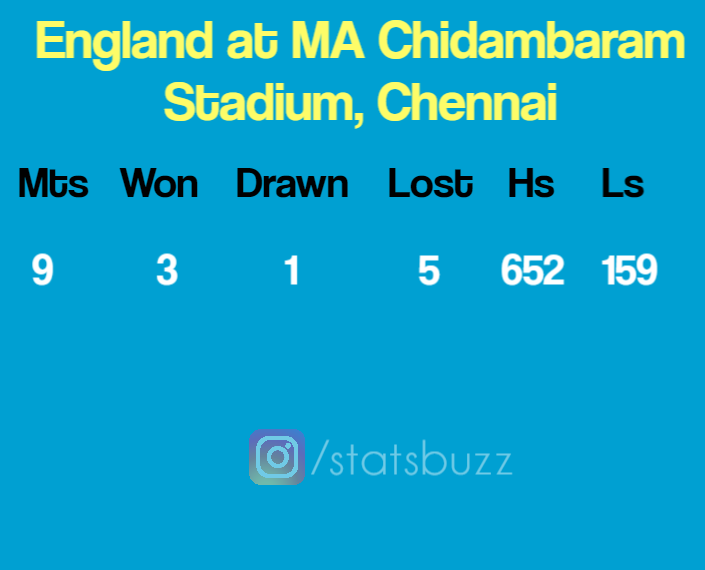 England at MA Chidambaram
Stadium, Chennai
Mts Won Drawn Lost Hs Ls
9 3 1 5 652 159
/statsbuzz